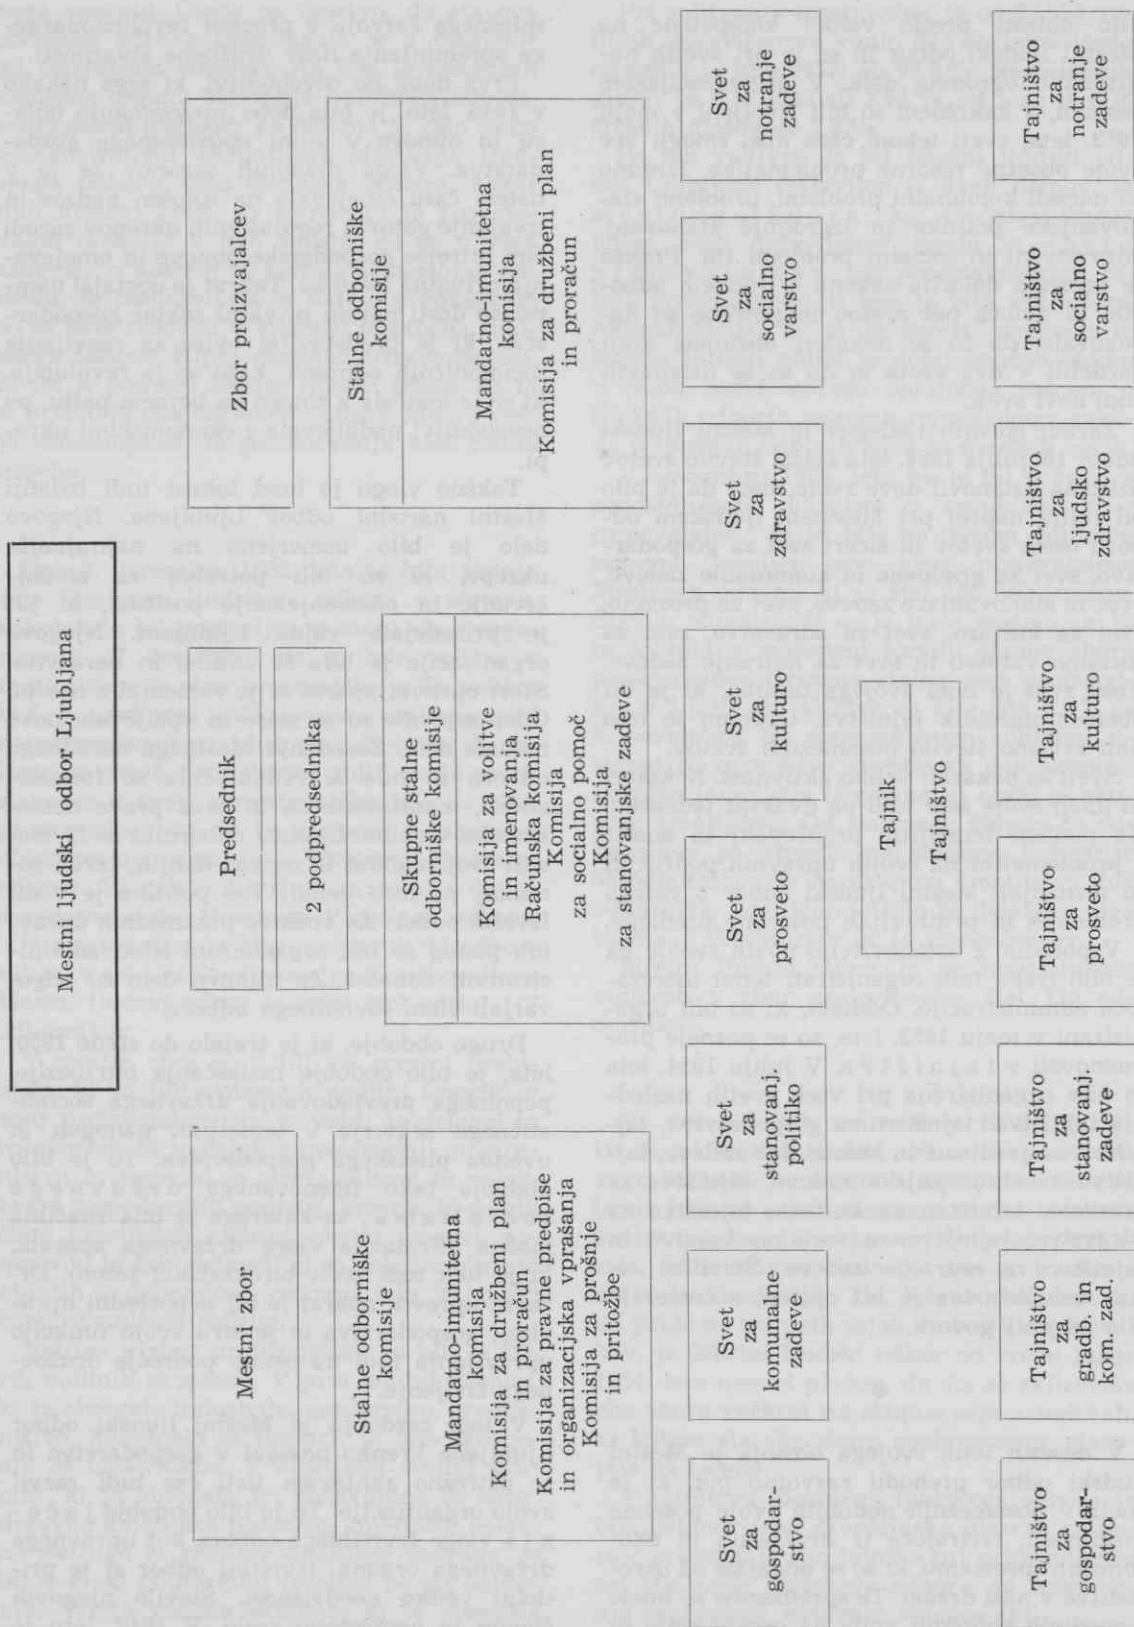 Mestni ljudski odbor Ljubljana
Mestni zbor
Stalne odborniške
komisije
Mandatno-imunitetna
komisija
Komisija za družbeni plan
in proračun
Komisija za pravne predpise
in organizacijska vprašanja
Komisija za prošnje
in pritožbe
Predsednik
2 podpredsednika
Skupne stalne
odborniške komisije
Komisija za volitve
in imenovanja
Računska komisija
Komisija
za socialno pomoč
Komisija
za stanovanjske zadeve
Zbor proizvajalcev
Stalne odborniške
komisije
Mandatno-imunitetna
komisija
Komisija za družbeni plan
in proračun
Svet
za
gospodar-
stvo
Svet
za
komunalne
zadeve
Svet
za
stanovanj.
politiko
Svet
za
prosveto
Svet
za
kulturo
Svet
za
zdravstvo
Svet
za
socialno
varstvo
Svet
za
notranje
zadeve
Tajnik
Tajništvo
Tajništvo
za
gospodar-
stvo
Tajništvo
za
gradb. in
kom. zad.
Tajništvo
za
stanovanj.
zadeve
Tajništvo
za
prosveto
Tajništvo
za
kulturo
Tajništvo
za
ljudsko
zdravstvo
Tajništvo
za
socialno
varstvo
Tajništvo
za
notranje
zadeve